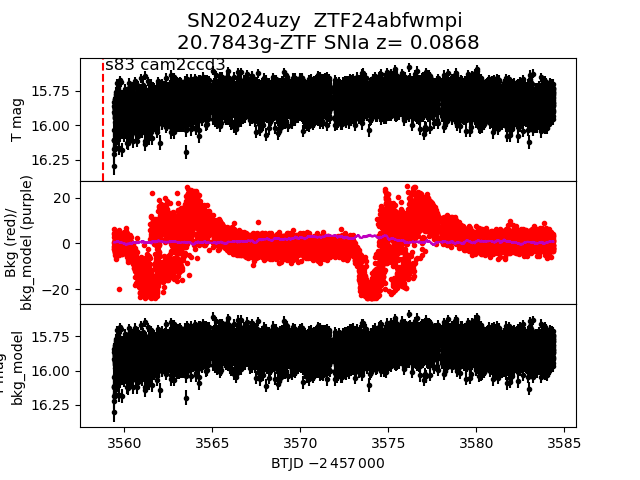 SN2024uzy  ZTF24abfwmpi
20.7843g-ZTF SNIa z= 0.0868
s83 cam2ccd3
15.75
16.00
16.25
T mag
20
0
−20
Bkg (red)/
bkg_model (purple)
15.75
16.00
16.25
bkg_model
3560
3565
3570
3575
3580
3585
BTJD −2 457 000